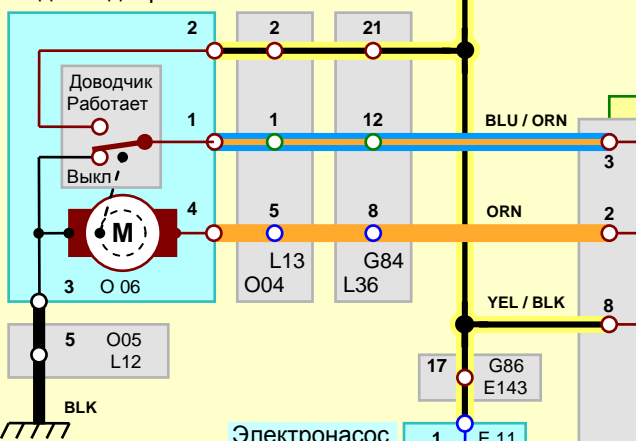 2 2 21
Доводчик
Работает
1 1 12 BLU / ORN
3
Выкл
M
4 5 8 ORN 2
L13 G84
3 O 06 O04 L36
YEL / BLK 8
5 O05
L12
17 G86
E143
BLK
Электронасос 1 E 11